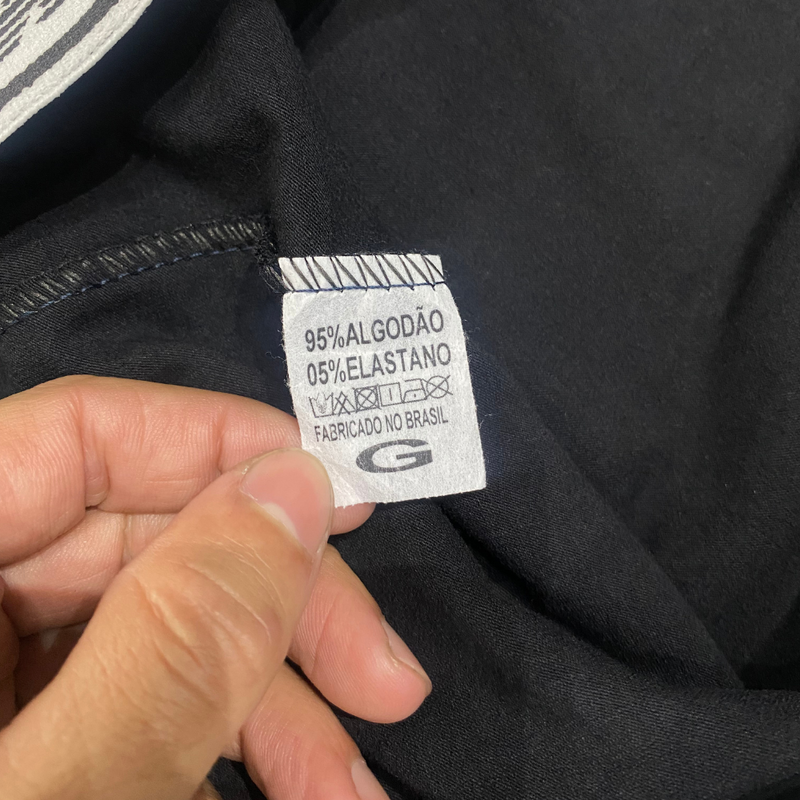 95%ALGODÃO
05%ELASTANO
FABRICADO NO BRASIL
G